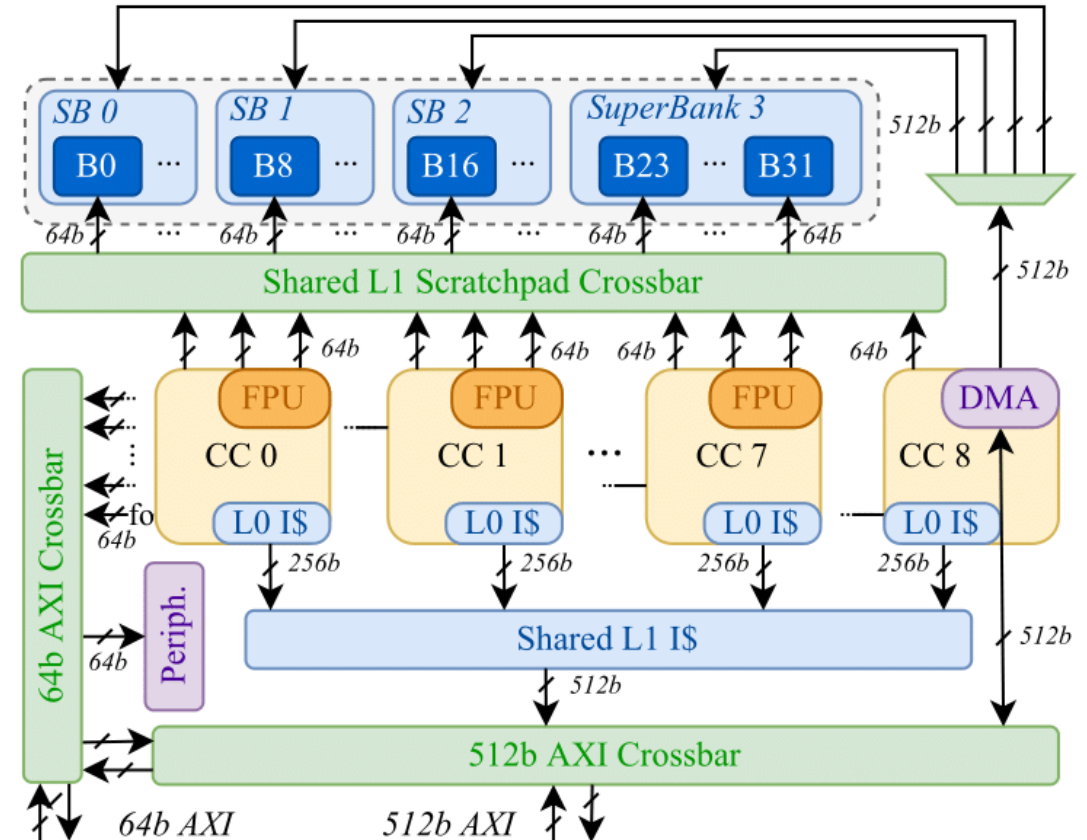 SB 0
SB 1
SB 2
SuperBank 3
512b
B0
...
B8
...
B16
...
B23
...
B31
64b
...
64b
...
64b
...
64b
...
64b
512b
Shared L1 Scratchpad Crossbar
64b
64b
64b
64b
FPU
FPU
FPU
DMA
CC 0
CC 1
...
CC 7
CC 8
fo
64b
L0 I$
L0 I$
L0 I$
L0 I$
256b
256b
256b
256b
64b AXI Crossbar
Periph.
64b
Shared L1 I$
512b
512b
512b AXI Crossbar
64b AXI
512b AXI